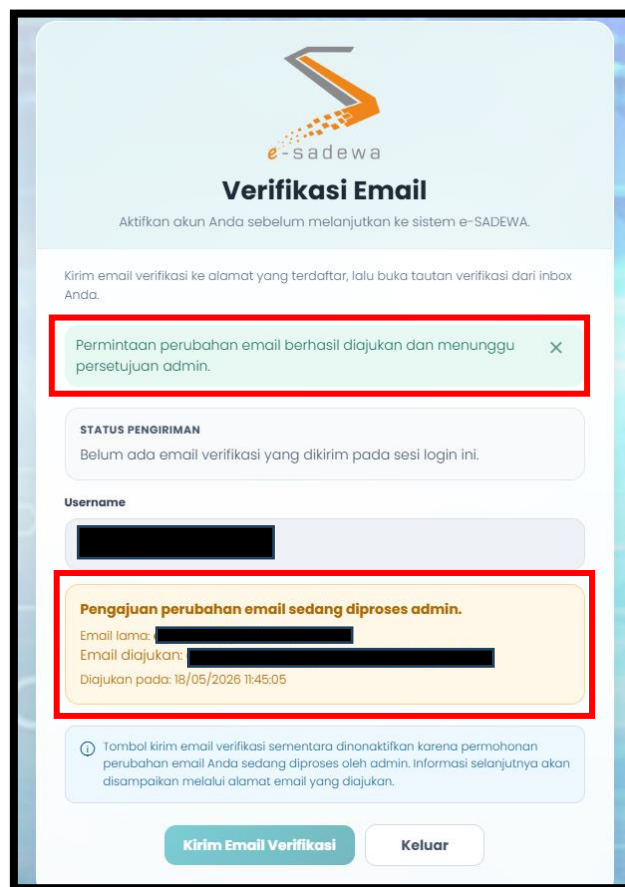 e-sadewa
Verifikasi Email
Aktifkan akun Anda sebelum melanjutkan ke sistem e-SADEWA.
Kirim email verifikasi ke alamat yang terdaftar, lalu buka tautan verifikasi dari inbox
Anda.
Permintaan perubahan email berhasil diajukan dan menunggu
persetujuan admin.
STATUS PENGIRIMAN
Belum ada email verifikasi yang dikirim pada sesi login ini.
Username
Pengajuan perubahan email sedang diproses admin.
Email lama:
Email diajukan:
Diajukan pada: 18/05/2026 11:45:05
Tombol kirim email verifikasi sementara dinonaktifkan karena permohonan
perubahan email Anda sedang diproses oleh admin. Informasi selanjutnya akan
disampaikan melalui alamat email yang diajukan.
Kirim Email Verifikasi
Keluar